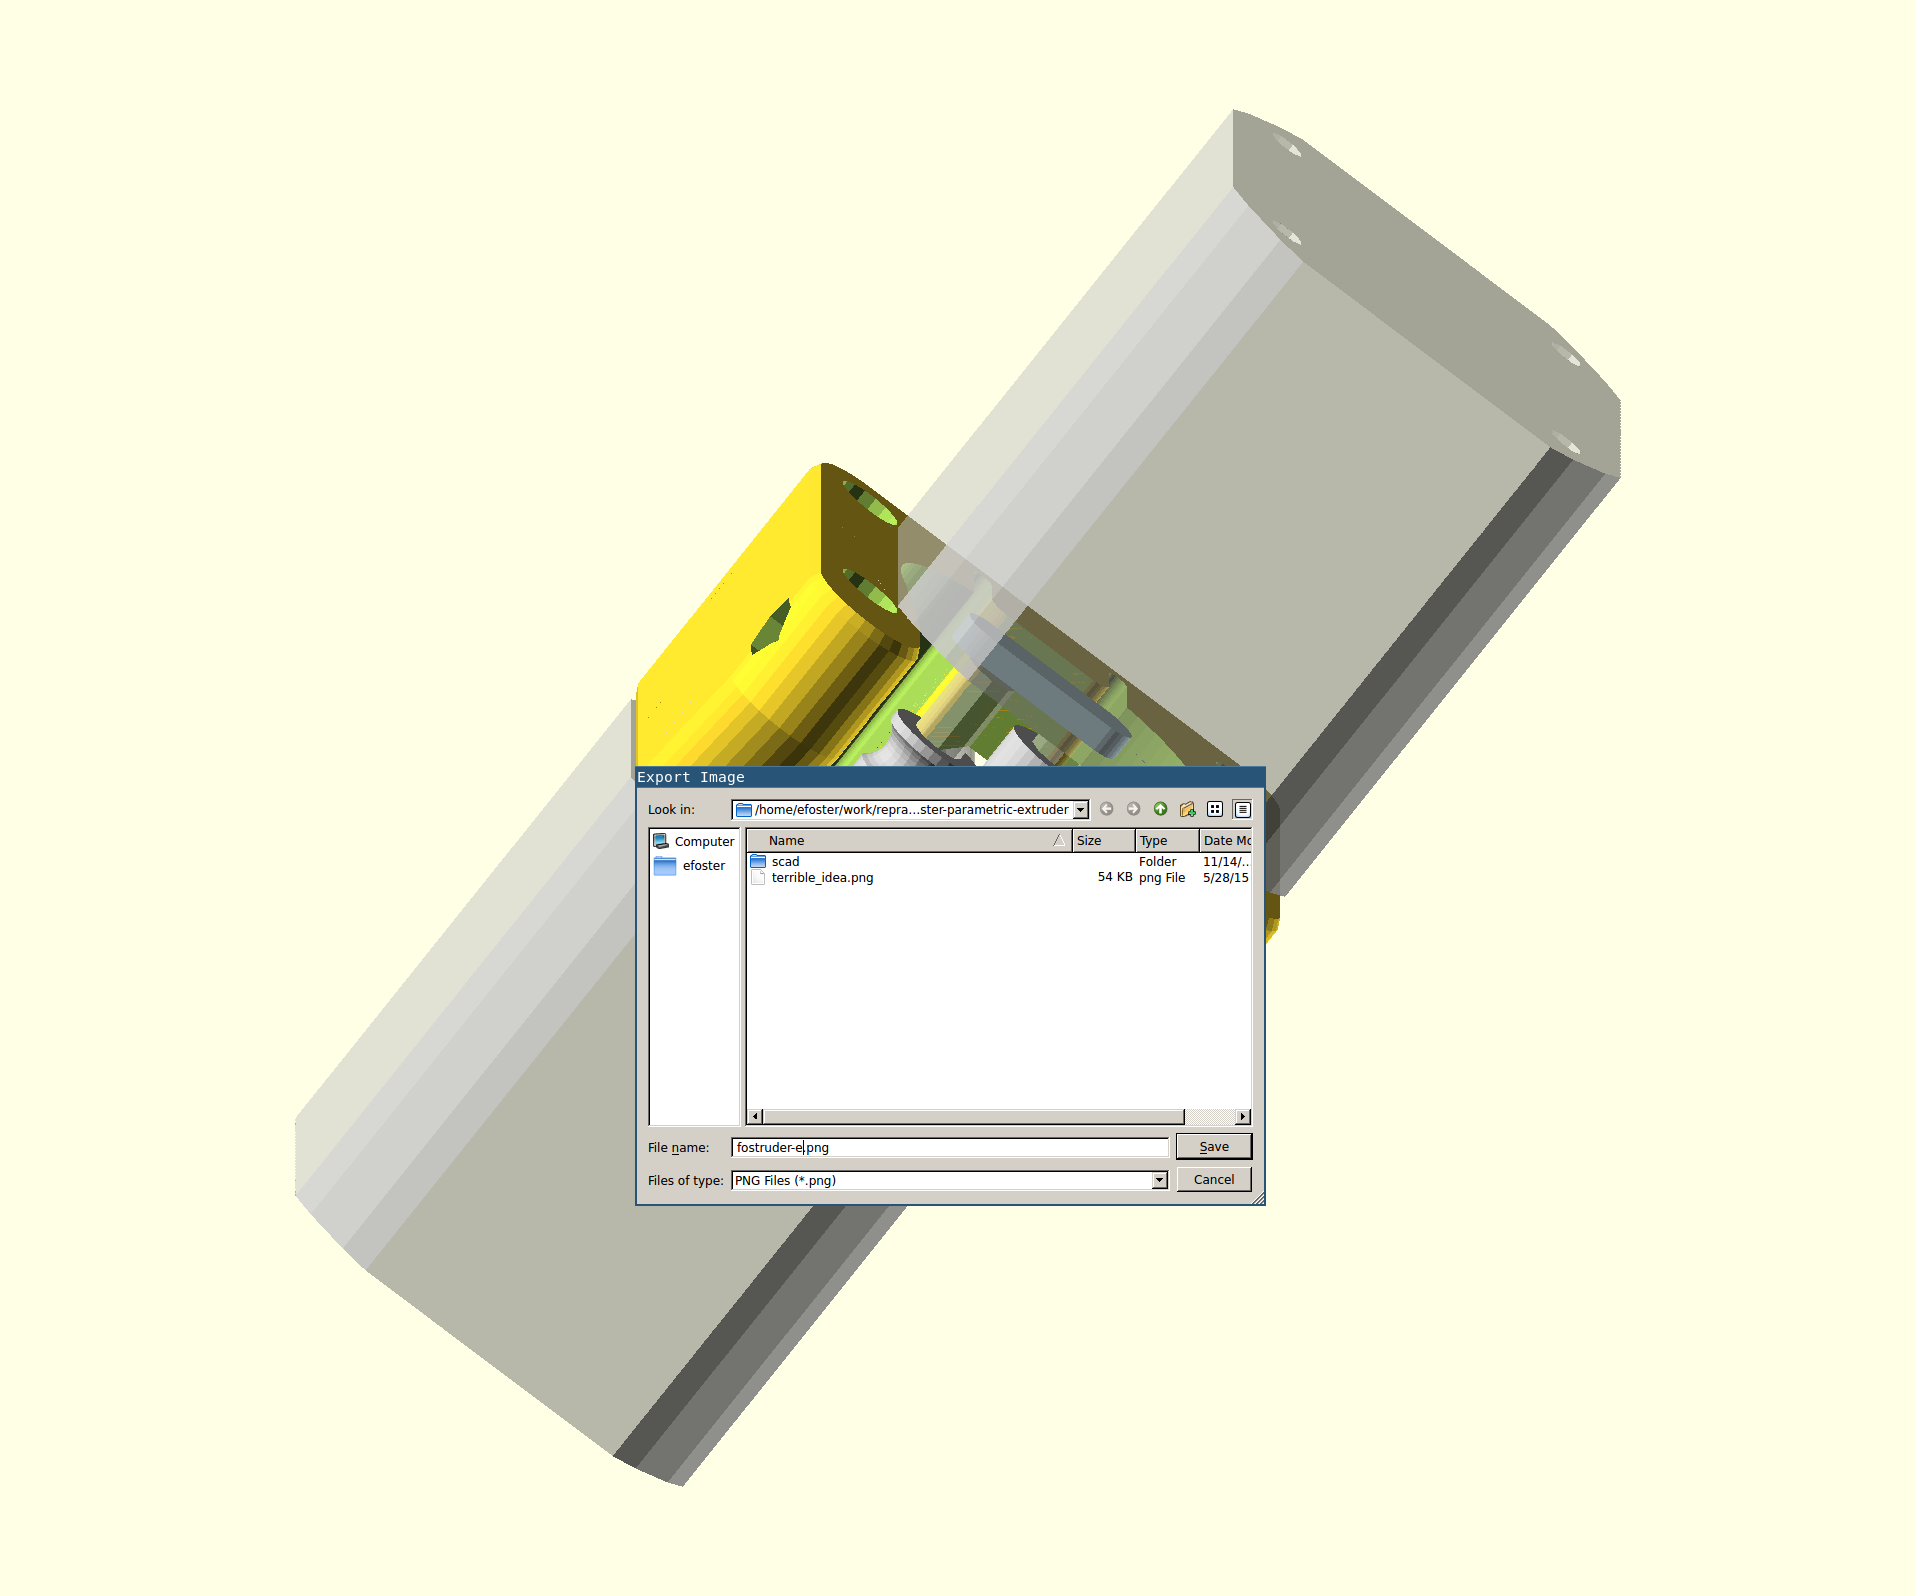 Export Image
Look in: /home/efoster/work/repra...ster-parametric-extruder
Computer
efoster
Name Size Type Date Mo
scad Folder 11/14/...
terrible_idea.png 54 KB png File 5/28/15
File name: fostruder-e.png Save
Files of type: PNG Files (*.png) Cancel